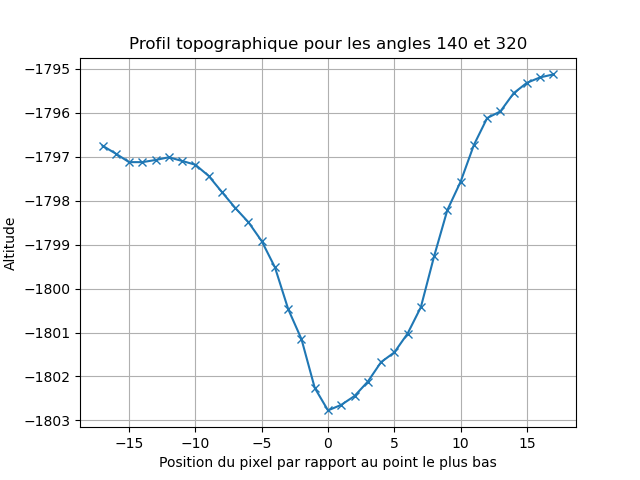 Profil topographique pour les angles 140 et 320
Altitude
−1795
−1796
−1797
−1798
−1799
−1800
−1801
−1802
−1803
−15 −10 −5 0 5 10 15
Position du pixel par rapport au point le plus bas